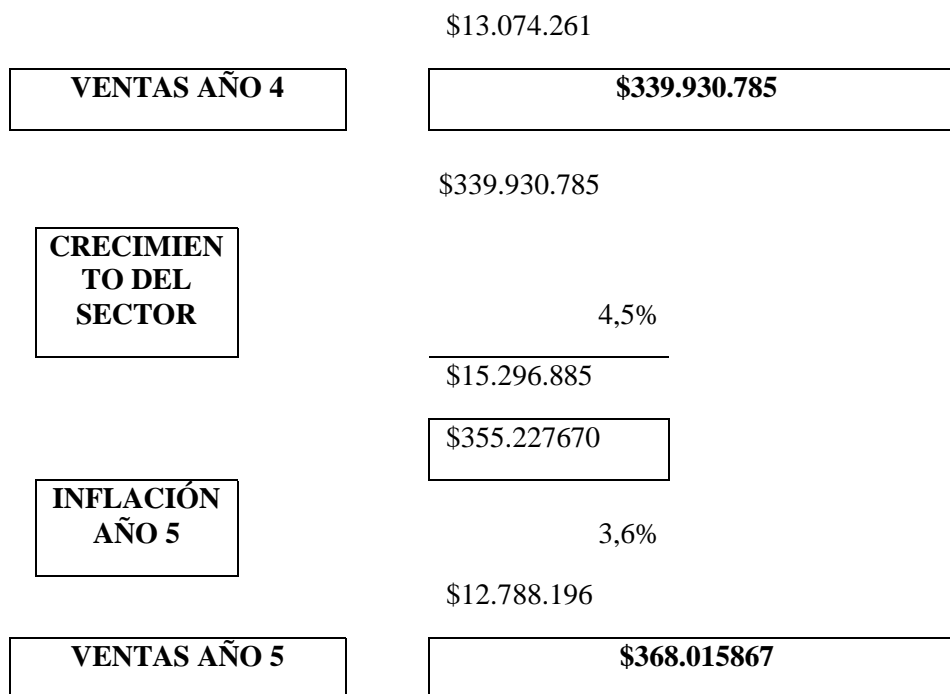 $13.074.261
VENTAS AÑO 4 $339.930.785
$339.930.785
CRECIMIEN
TO DEL
SECTOR 4,5%
$15.296.885
$355.227670
INFLACIÓN
AÑO 5 3,6%
$12.788.196
VENTAS AÑO 5 $368.015867